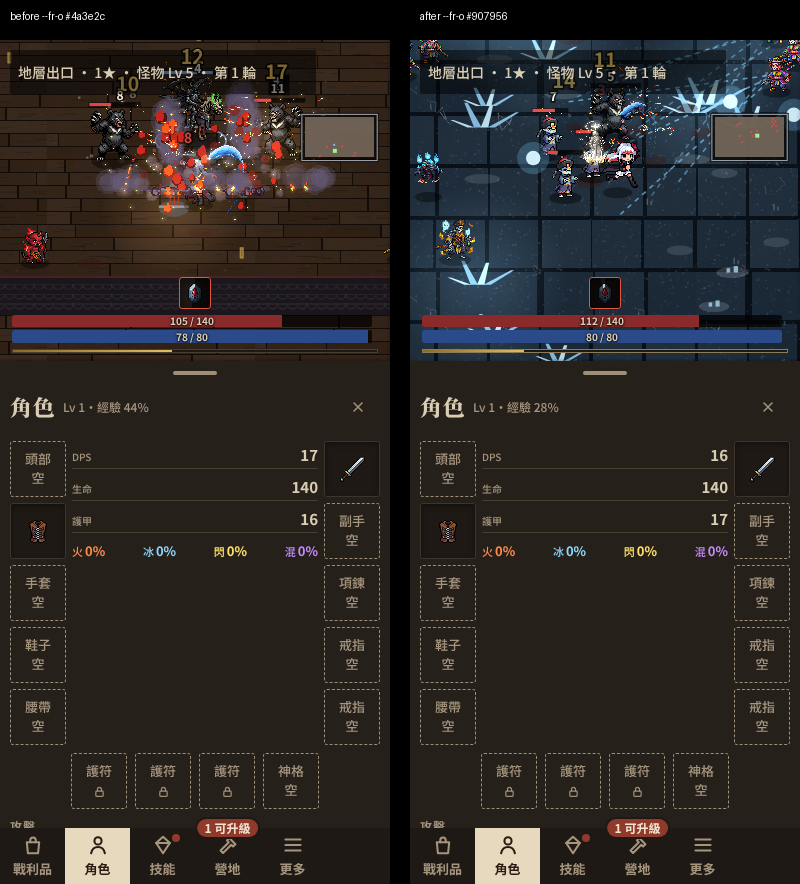 before --fr-o #4a3e2c
地層出口 · 1★ · 怪物 Lv 5 · 第 1 輪
12
17
10
11
8
18
105 / 140
78 / 80
角色 Lv 1・經驗 44% ×
頭部
空
DPS 17
生命 140
護甲 16
火 0% 冰 0% 閃 0% 混 0%
副手
空
手套
空
項鍊
空
鞋子
空
戒指
空
腰帶
空
戒指
空
護符
護符
護符
神格
空
攻擊
1 可升級
戰利品
角色
技能
營地
更多
after --fr-o #907956
地層出口 · 1★ · 怪物 Lv 5 · 第 1 輪
11
14
5
7
112 / 140
80 / 80
角色 Lv 1・經驗 28% ×
頭部
空
DPS 16
生命 140
護甲 17
火 0% 冰 0% 閃 0% 混 0%
副手
空
手套
空
項鍊
空
鞋子
空
戒指
空
腰帶
空
戒指
空
護符
護符
護符
神格
空
攻擊
1 可升級
戰利品
角色
技能
營地
更多